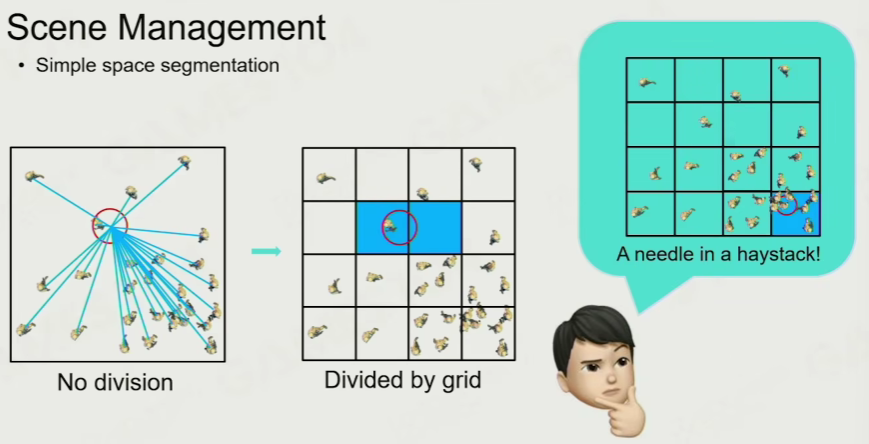 Scene Management
• Simple space segmentation
No division
Divided by grid
A needle in a haystack!